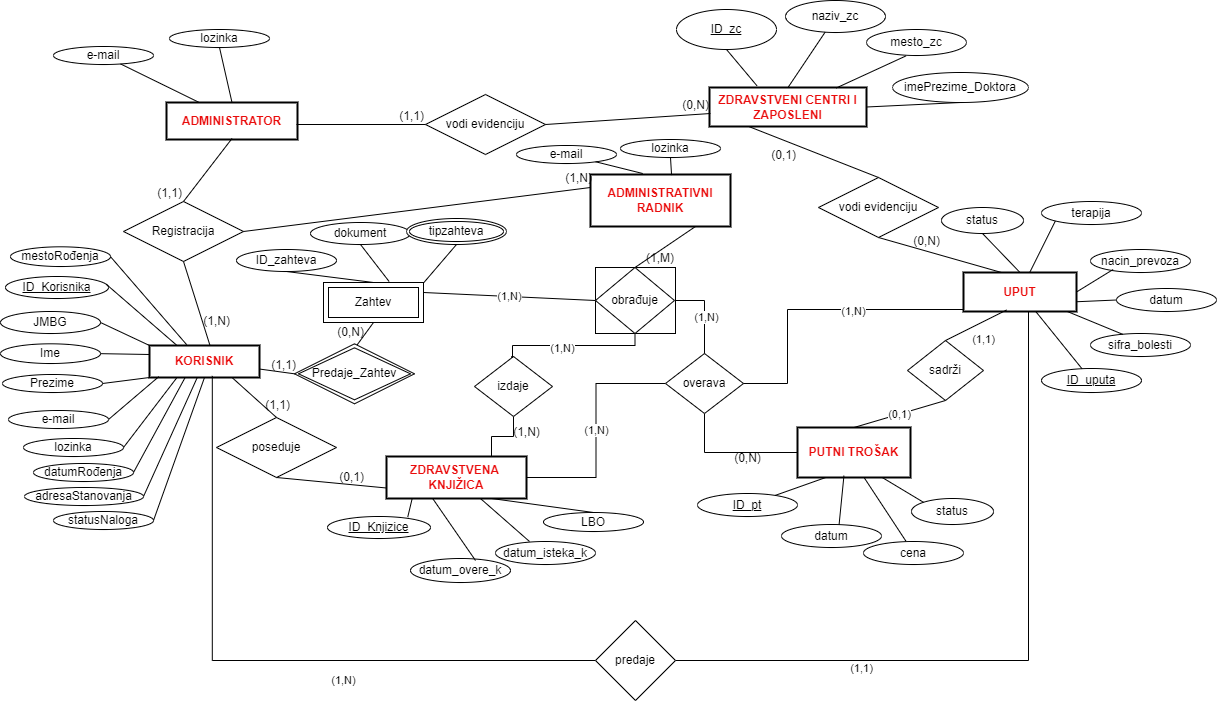 naziv_zc
ID_zc
lozinka
mesto_zc
e-mail
imePrezime_Doktora
ZDRAVSTVENI CENTRI I
ZAPOSLENI
(0,N)
(1,1)
ADMINISTRATOR
vodi evidenciju
lozinka
e-mail
(0,1)
(1,N)
ADMINISTRATIVNI
RADNIK
(1,1)
vodi evidenciju
terapija
status
Registracija
tipzahteva
dokument
(0,N)
mestoRođenja
ID_zahteva
(1,M)
nacin_prevoza
ID_Korisnika
UPUT
(1,N)
Zahtev
obrađuje
datum
(1,N)
(1,N)
(1,N)
JMBG
(0,N)
(1,1)
sifra_bolesti
(1,N)
Ime
KORISNIK
(1,1)
Predaje_Zahtev
sadrži
ID_uputa
Prezime
izdaje
overava
(1,1)
(0,1)
e-mail
(1,N)
(1,N)
lozinka
poseduje
PUTNI TROŠAK
(0,N)
datumRođenja
(0,1)
ZDRAVSTVENA
KNJIŽICA
adresaStanovanja
ID_pt
status
statusNaloga
ID_Knjizice
LBO
datum
datum_isteka_k
cena
datum_overe_k
predaje
(1,1)
(1,N)